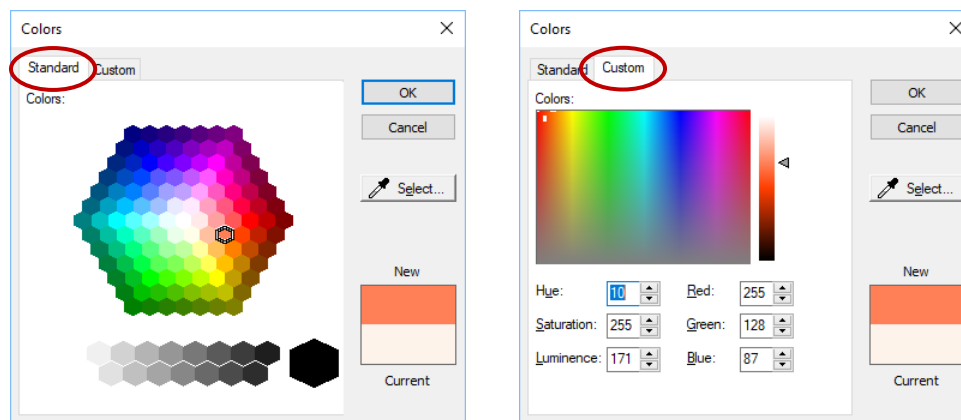 Colors
Standard Custom
Colors:
OK
Cancel
Select...
New
Current
Colors
Standard Custom
Colors:
OK
Cancel
Select...
Hue: 10 Red: 255
Saturation: 255 Green: 128
Luminence: 171 Blue: 87
New
Current